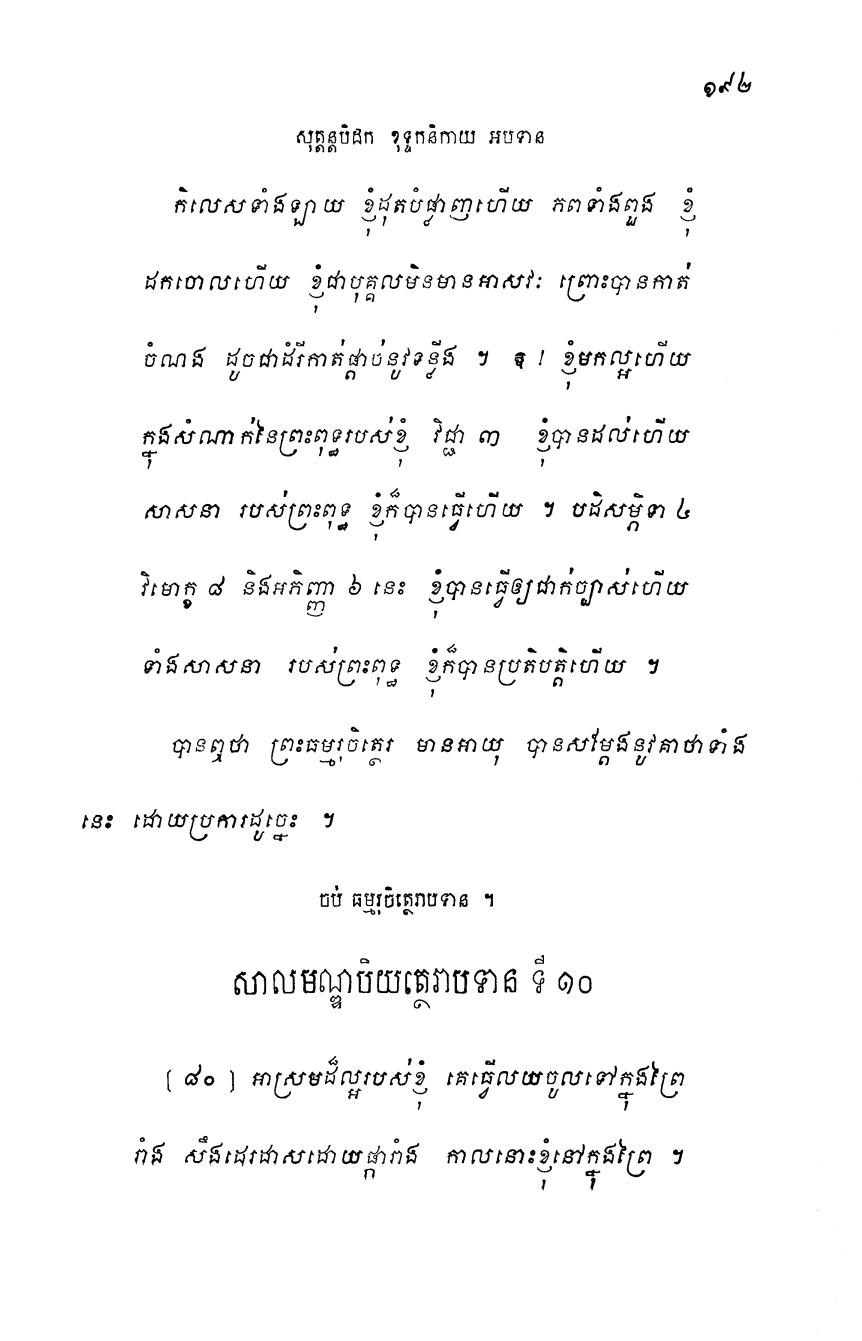 ១៩២
សុត្តន្តបិដក ខុទ្ទកនិកាយ អបទាន
កិលេសទាំងឡាយ ខ្ញុំដុតបំផ្លាញហើយ ភពទាំងពួង ខ្ញុំ
ដកចោលហើយ ខ្ញុំជាបុគ្គលមិនមានអាសវៈ ព្រោះបានកាត់
ចំណង ដូចជាដំរីកាត់ផ្តាច់នូវទន្លីង ។ ឱ ! ខ្ញុំមកល្អហើយ
ក្នុងសំណាក់នៃព្រះពុទ្ធរបស់ខ្ញុំ វិជ្ជា ៣ ខ្ញុំបានដល់ហើយ
សាសនា របស់ព្រះពុទ្ធ ខ្ញុំក៏បានធ្វើហើយ ។ បដិសម្ភិទា ៤
វិមោក្ខ ៨ និងអភិញ្ញា ៦ នេះ ខ្ញុំបានធ្វើឲ្យជាក់ច្បាស់ហើយ
ទាំងសាសនា របស់ព្រះពុទ្ធ ខ្ញុំក៏បានប្រតិបត្តិហើយ ។
បានឮថា ព្រះធម្មរុចិត្ថេរ មានអាយុ បានសម្តែងនូវគាថាទាំង
នេះ ដោយប្រការដូច្នេះ ។
ចប់ ធម្មរុចិត្ថេរាបទាន ។
សាលមណ្ឌបិយត្ថេរាបទាន ទី ១០
[ ៨០ ] អាស្រមដ៏ល្អរបស់ខ្ញុំ គេធ្វើលយចូលទៅក្នុងព្រៃ
រាំង សឹងដេរដាសដោយផ្ការាំង កាលនោះខ្ញុំនៅក្នុងព្រៃ ។